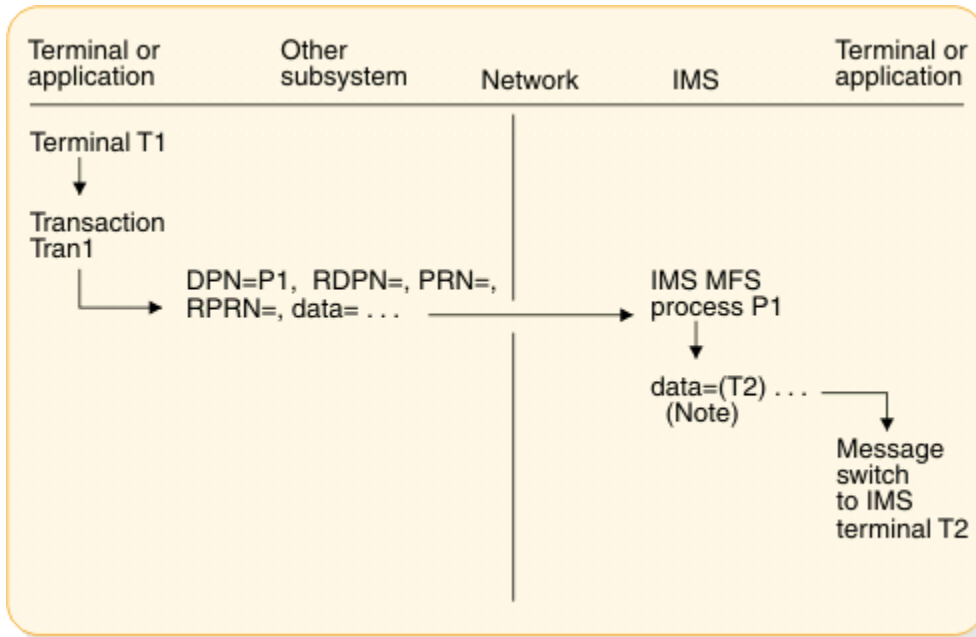 Terminal or
application
Other
subsystem
Network
IMS
Terminal or
application
Terminal T1
Transaction
Tran1
DPN=P1, RDPN=, PRN=,
RPRN=, data= . . .
IMS MFS
process P1
data=(T2) . . .
(Note)
Message
switch
to IMS
terminal T2